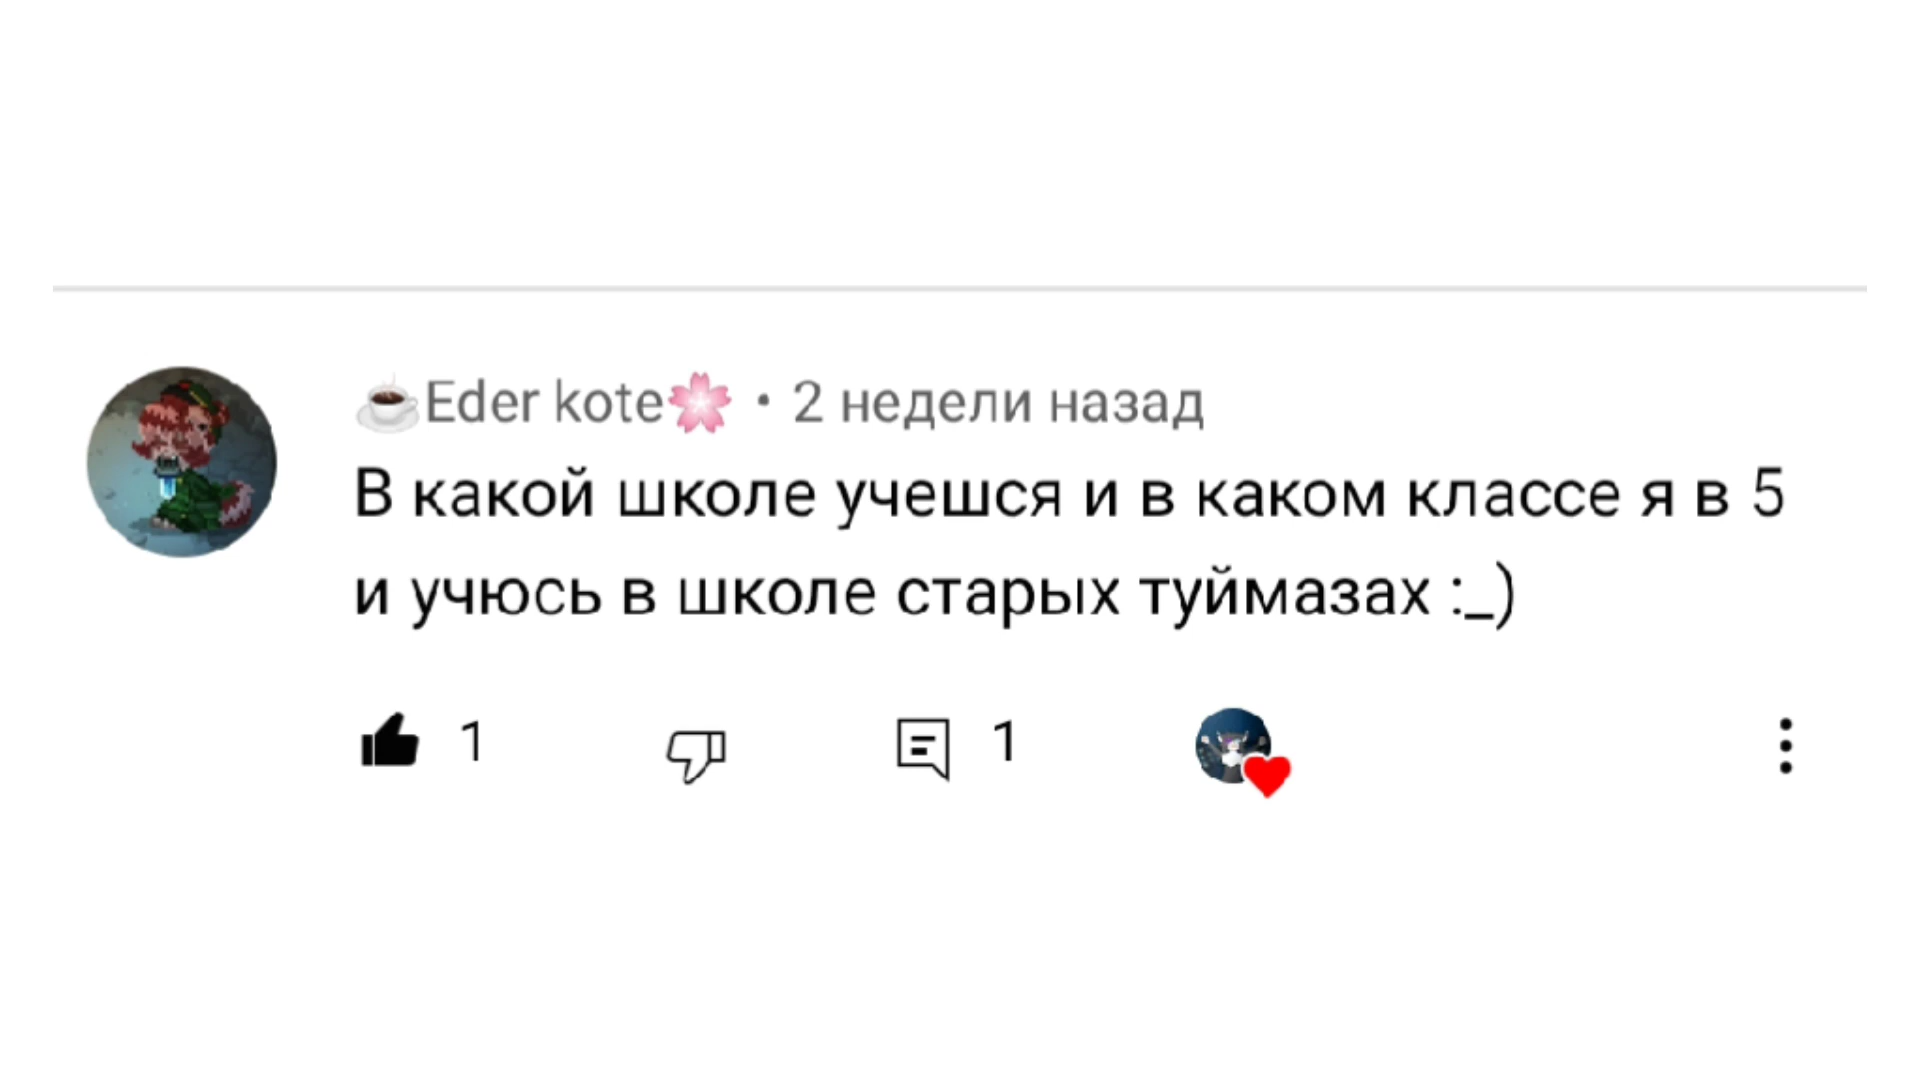 ☕Eder kote🌸 • 2 недели назад
В какой школе учешся и в каком классе я в 5
и учюсь в школе старых туймазах :_)
1 1